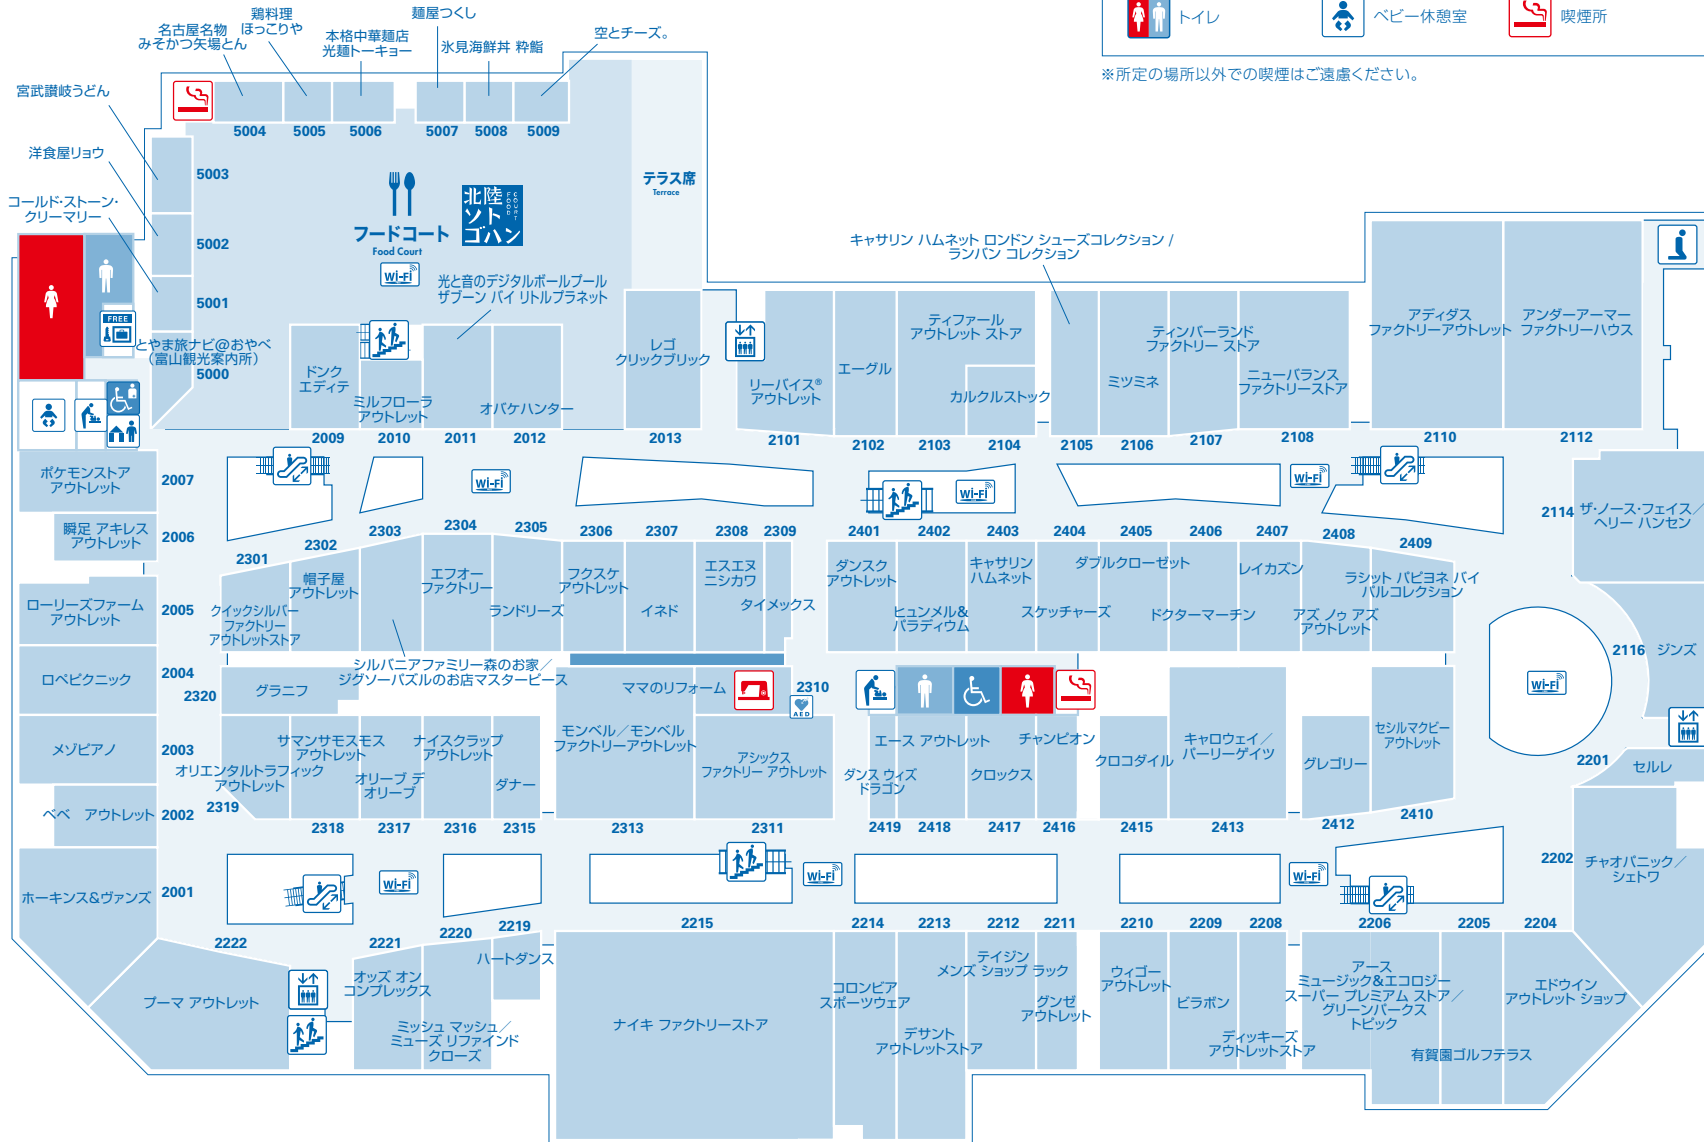 トイレ
ベビー休憩室
喫煙所
※所定の場所以外での喫煙はご遠慮ください。
鶏料理
ほっこりや
麺屋つくし
名古屋名物
みそかつ矢場とん
本格中華麺店
光麺トーキョー
氷見海鮮丼 粋鮨
空とチーズ。
宮武讃岐うどん
洋食屋リョウ
コールド・ストーン・
クリーマリー
5004
5005
5006
5007
5008
5009
5003
5002
5001
5000
フードコート
Food Court
北陸
ソト
ゴハン
FOOD
COURT
Wi-Fi
テラス席
Terrace
FREE
とやま旅ナビ@おやべ
(富山観光案内所)
光と音のデジタルボールプール
ザブーン バイ リトルプラネット
キャサリン ハムネット ロンドン シューズコレクション /
ランバン コレクション
ドンク
エディテ
ミルフローラ
アウトレット
オバケハンター
レゴ
クリックブリック
リーバイス®
アウトレット
エーグル
ティファール
アウトレット ストア
カルクルストック
ミツミネ
ティンバーランド
ファクトリー ストア
ニューバランス
ファクトリーストア
アディダス
ファクトリーアウトレット
アンダーアーマー
ファクトリーハウス
2009
2010
2011
2012
2013
2101
2102
2103
2104
2105
2106
2107
2108
2110
2112
ポケモンストア
アウトレット
2007
瞬足 アキレス
アウトレット
2006
ローリーズファーム
アウトレット
2005
ロペピクニック
2004
メゾピアノ
2003
べべ アウトレット
2002
ホーキンス&ヴァンズ
2001
Wi-Fi
Wi-Fi
Wi-Fi
2114
ザ・ノース・フェイス/
ヘリー ハンセン
2301
2302
2303
2304
2305
2306
2307
2308
2309
2401
2402
2403
2404
2405
2406
2407
2408
2409
クイックシルバー
ファクトリー
アウトレットストア
帽子屋
アウトレット
エフオー
ファクトリー
ランドリーズ
フクスケ
アウトレット
イネド
エスエヌ
ニシカワ
タイメックス
ダンスク
アウトレット
ヒュンメル&
パラディウム
キャサリン
ハムネット
スケッチャーズ
ダブルクローゼット
ドクターマーチン
レイカズン
アズ ノゥ アズ
アウトレット
ラシット パピヨネ バイ
パルコレクション
2116
ジンズ
Wi-Fi
シルバニアファミリー森のお家/
ジグソーパズルのお店マスターピース
2320
グラニフ
ママのリフォーム
2310
AED
オリエンタルトラフィック
アウトレット
サマンサモスモス
アウトレット
オリーブ デ
オリーブ
ナイスクラップ
アウトレット
ダナー
モンベル/モンベル
ファクトリーアウトレット
アシックス
ファクトリー アウトレット
ダンス ウィズ
ドラゴン
エース アウトレット
クロックス
チャンピオン
クロコダイル
キャロウェイ/
パーリーゲイツ
グレゴリー
セシルマクビー
アウトレット
2201
セルレ
2319
2318
2317
2316
2315
2313
2311
2419
2418
2417
2416
2415
2413
2412
2410
2202
チャオパニック/
シェトワ
Wi-Fi
Wi-Fi
Wi-Fi
2222
2221
2220
2219
2215
2214
2213
2212
2211
2210
2209
2208
2206
2205
2204
プーマ アウトレット
オッズ オン
コンプレックス
ミッシュ マッシュ/
ミューズ リファインド
クローズ
ハートダンス
ナイキ ファクトリーストア
コロンビア
スポーツウェア
デサント
アウトレットストア
テイジン
メンズ ショップ ラック
グンゼ
アウトレット
ウィゴー
アウトレット
ビラボン
ディッキーズ
アウトレットストア
アース
ミュージック&エコロジー
スーパー プレミアム ストア/
グリーンパークス
トピック
有賀園ゴルフテラス
エドウイン
アウトレット ショップ